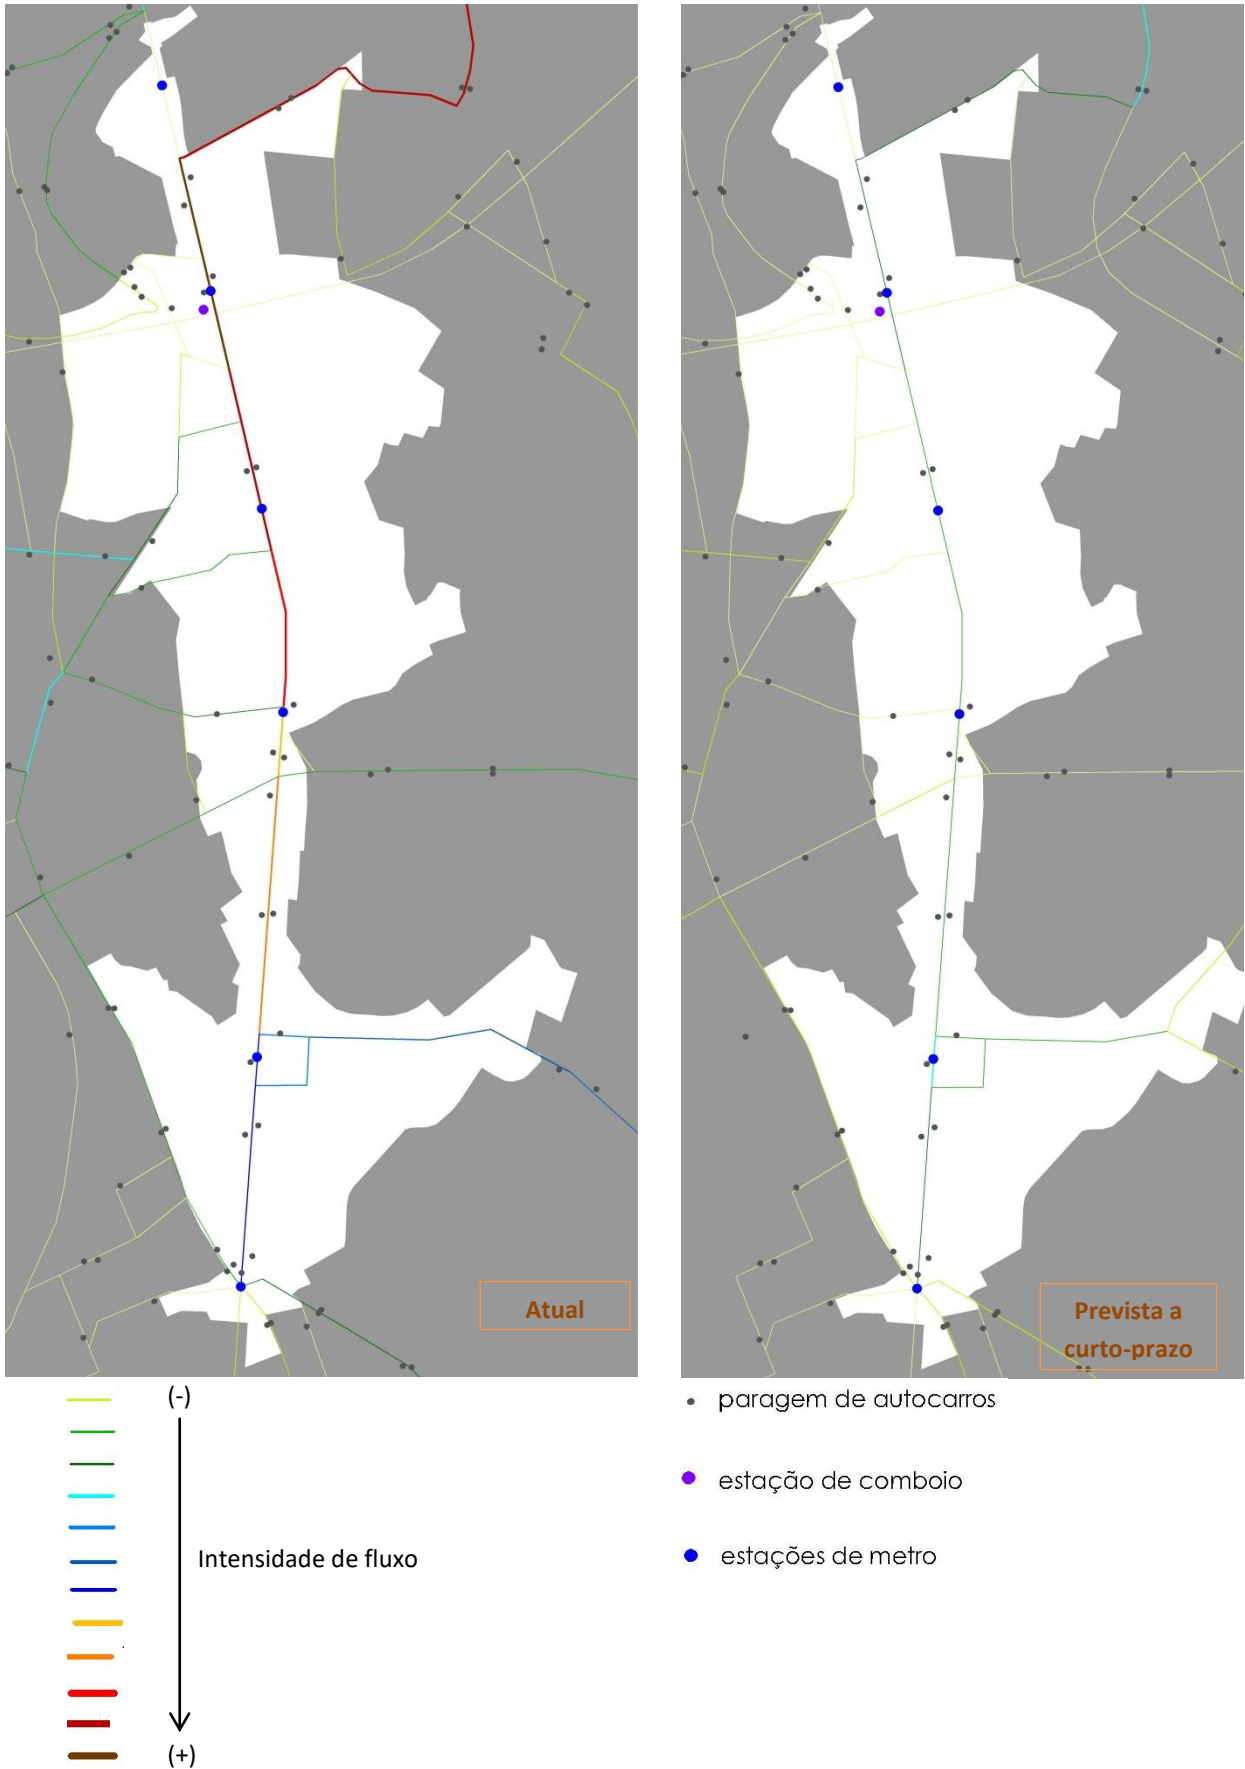 Atual
Prevista a
curto-prazo
(-)
Intensidade de fluxo
(+)
paragem de autocarros
estação de comboio
estações de metro